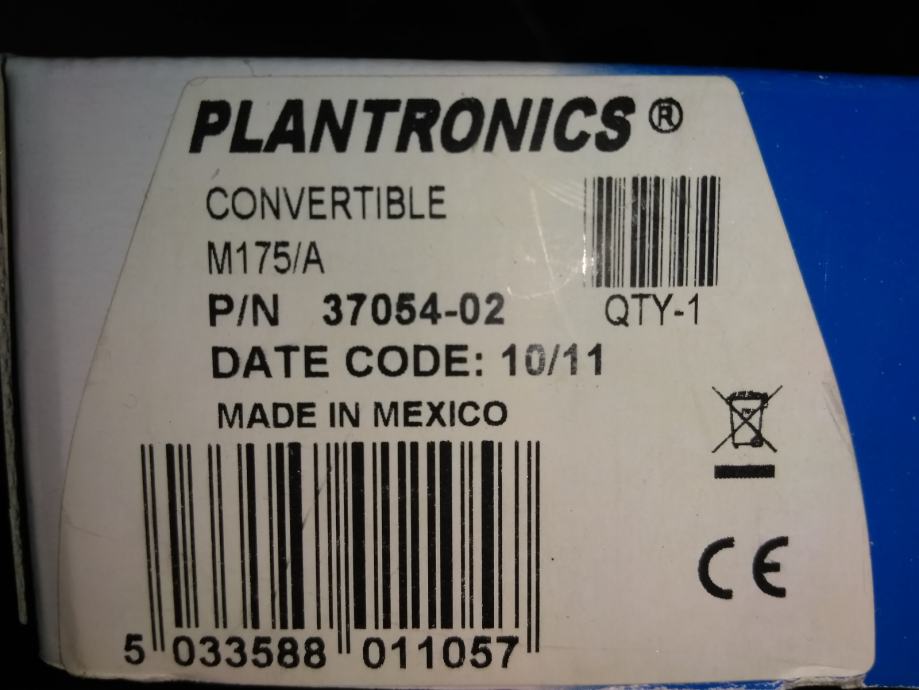 PLANTRONICS®
CONVERTIBLE
M175/A
P/N 37054-02
QTY-1
DATE CODE: 10/11
MADE IN MEXICO
CE
5 033588 011057